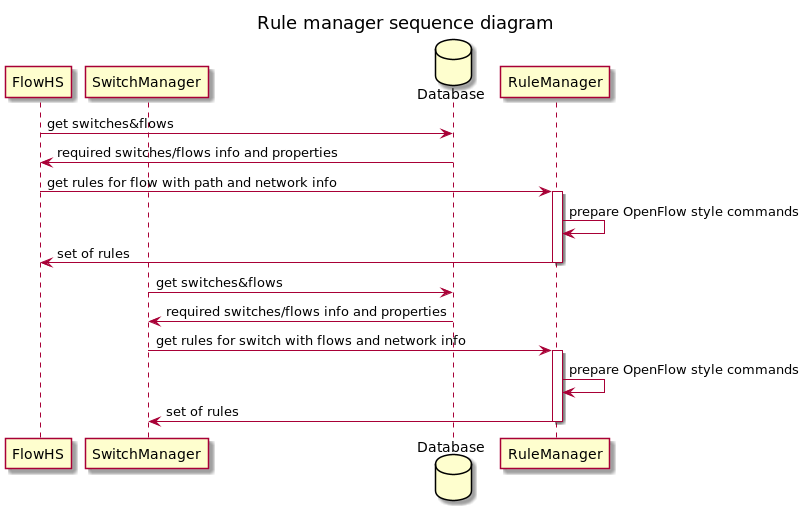 Rule manager sequence diagram
FlowHS
SwitchManager
Database
RuleManager
get switches&flows
required switches/flows info and properties
get rules for flow with path and network info
prepare OpenFlow style commands
set of rules
get switches&flows
required switches/flows info and properties
get rules for switch with flows and network info
prepare OpenFlow style commands
set of rules
FlowHS
SwitchManager
Database
RuleManager